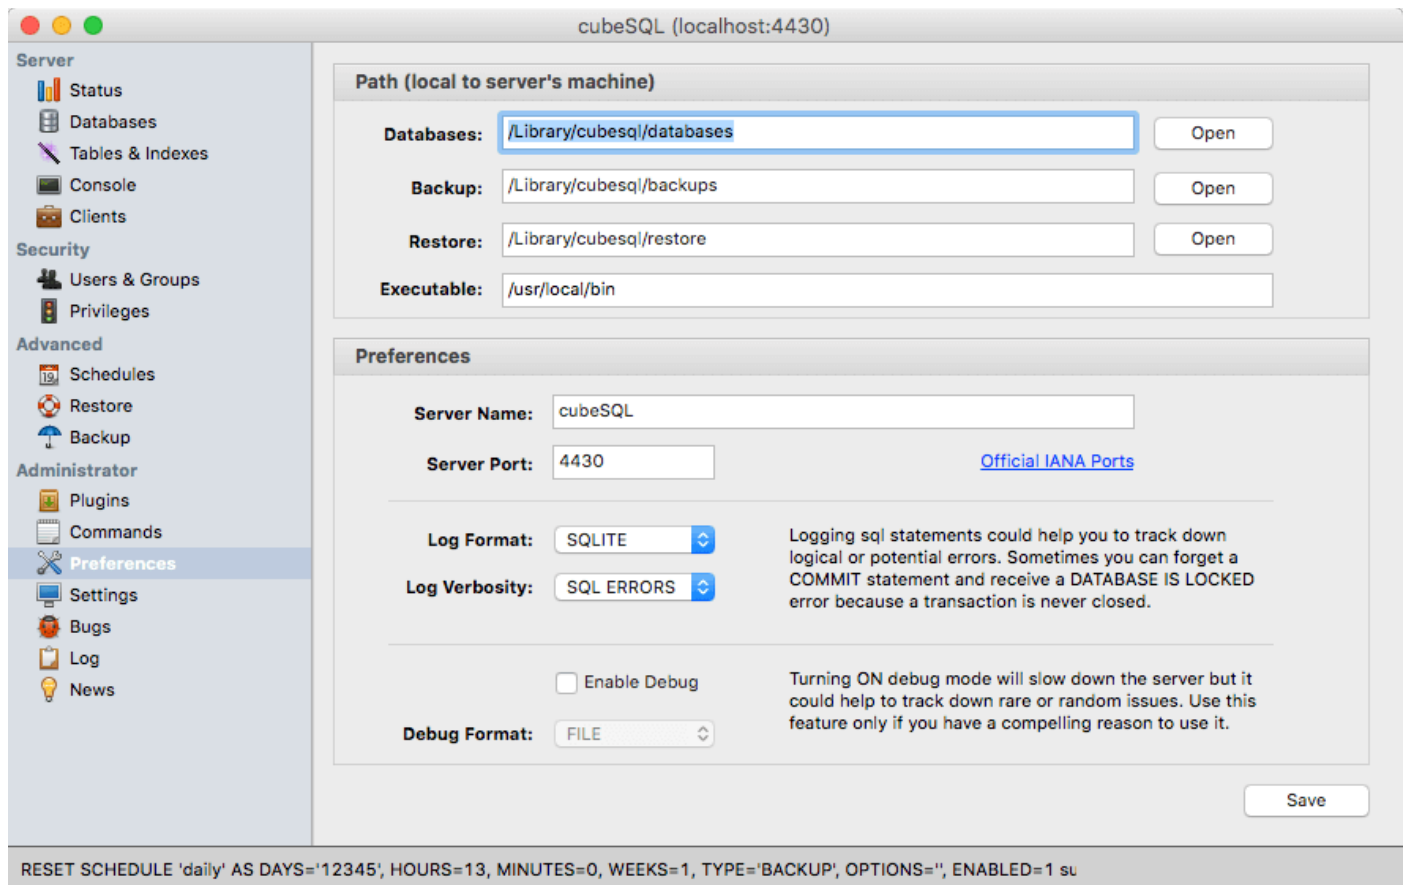 cubeSQL (localhost:4430)
Server
Status
Databases
Tables & Indexes
Console
Clients
Security
Users & Groups
Privileges
Advanced
19
Schedules
Restore
Backup
Administrator
Plugins
Commands
Preferences
Settings
Bugs
Log
News
Path (local to server's machine)
Databases: /Library/cubesql/databases Open
Backup: /Library/cubesql/backups Open
Restore: /Library/cubesql/restore Open
Executable: /usr/local/bin
Preferences
Server Name: cubeSQL
Server Port: 4430 Official IANA Ports
Log Format: SQLITE
Log Verbosity: SQL ERRORS
Logging sql statements could help you to track down
logical or potential errors. Sometimes you can forget a
COMMIT statement and receive a DATABASE IS LOCKED
error because a transaction is never closed.
Enable Debug
Debug Format: FILE
Turning ON debug mode will slow down the server but it
could help to track down rare or random issues. Use this
feature only if you have a compelling reason to use it.
Save
RESET SCHEDULE 'daily' AS DAYS='12345', HOURS=13, MINUTES=0, WEEKS=1, TYPE='BACKUP', OPTIONS='', ENABLED=1 su